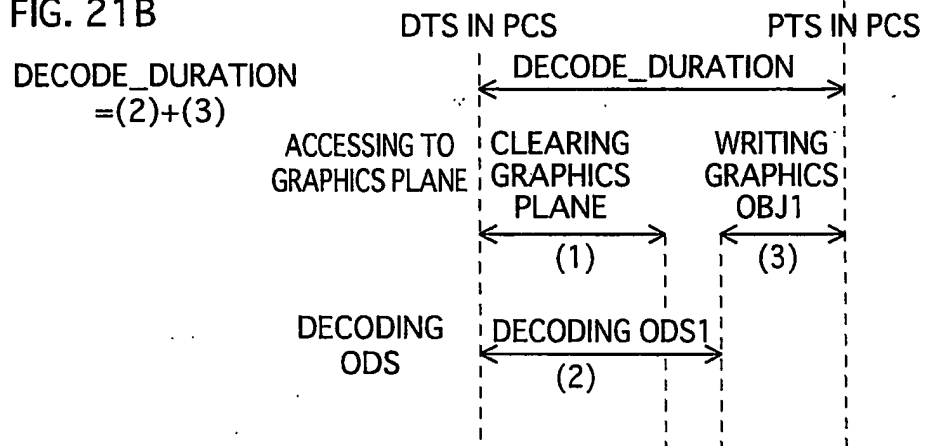 FIG. 21B
DTS IN PCS
PTS IN PCS
DECODE_DURATION
=(2)+(3)
DECODE_DURATION
ACCESSING TO
GRAPHICS PLANE
CLEARING
GRAPHICS
PLANE
(1)
WRITING
GRAPHICS
OBJ1
(3)
DECODING
ODS
DECODING ODS1
(2)